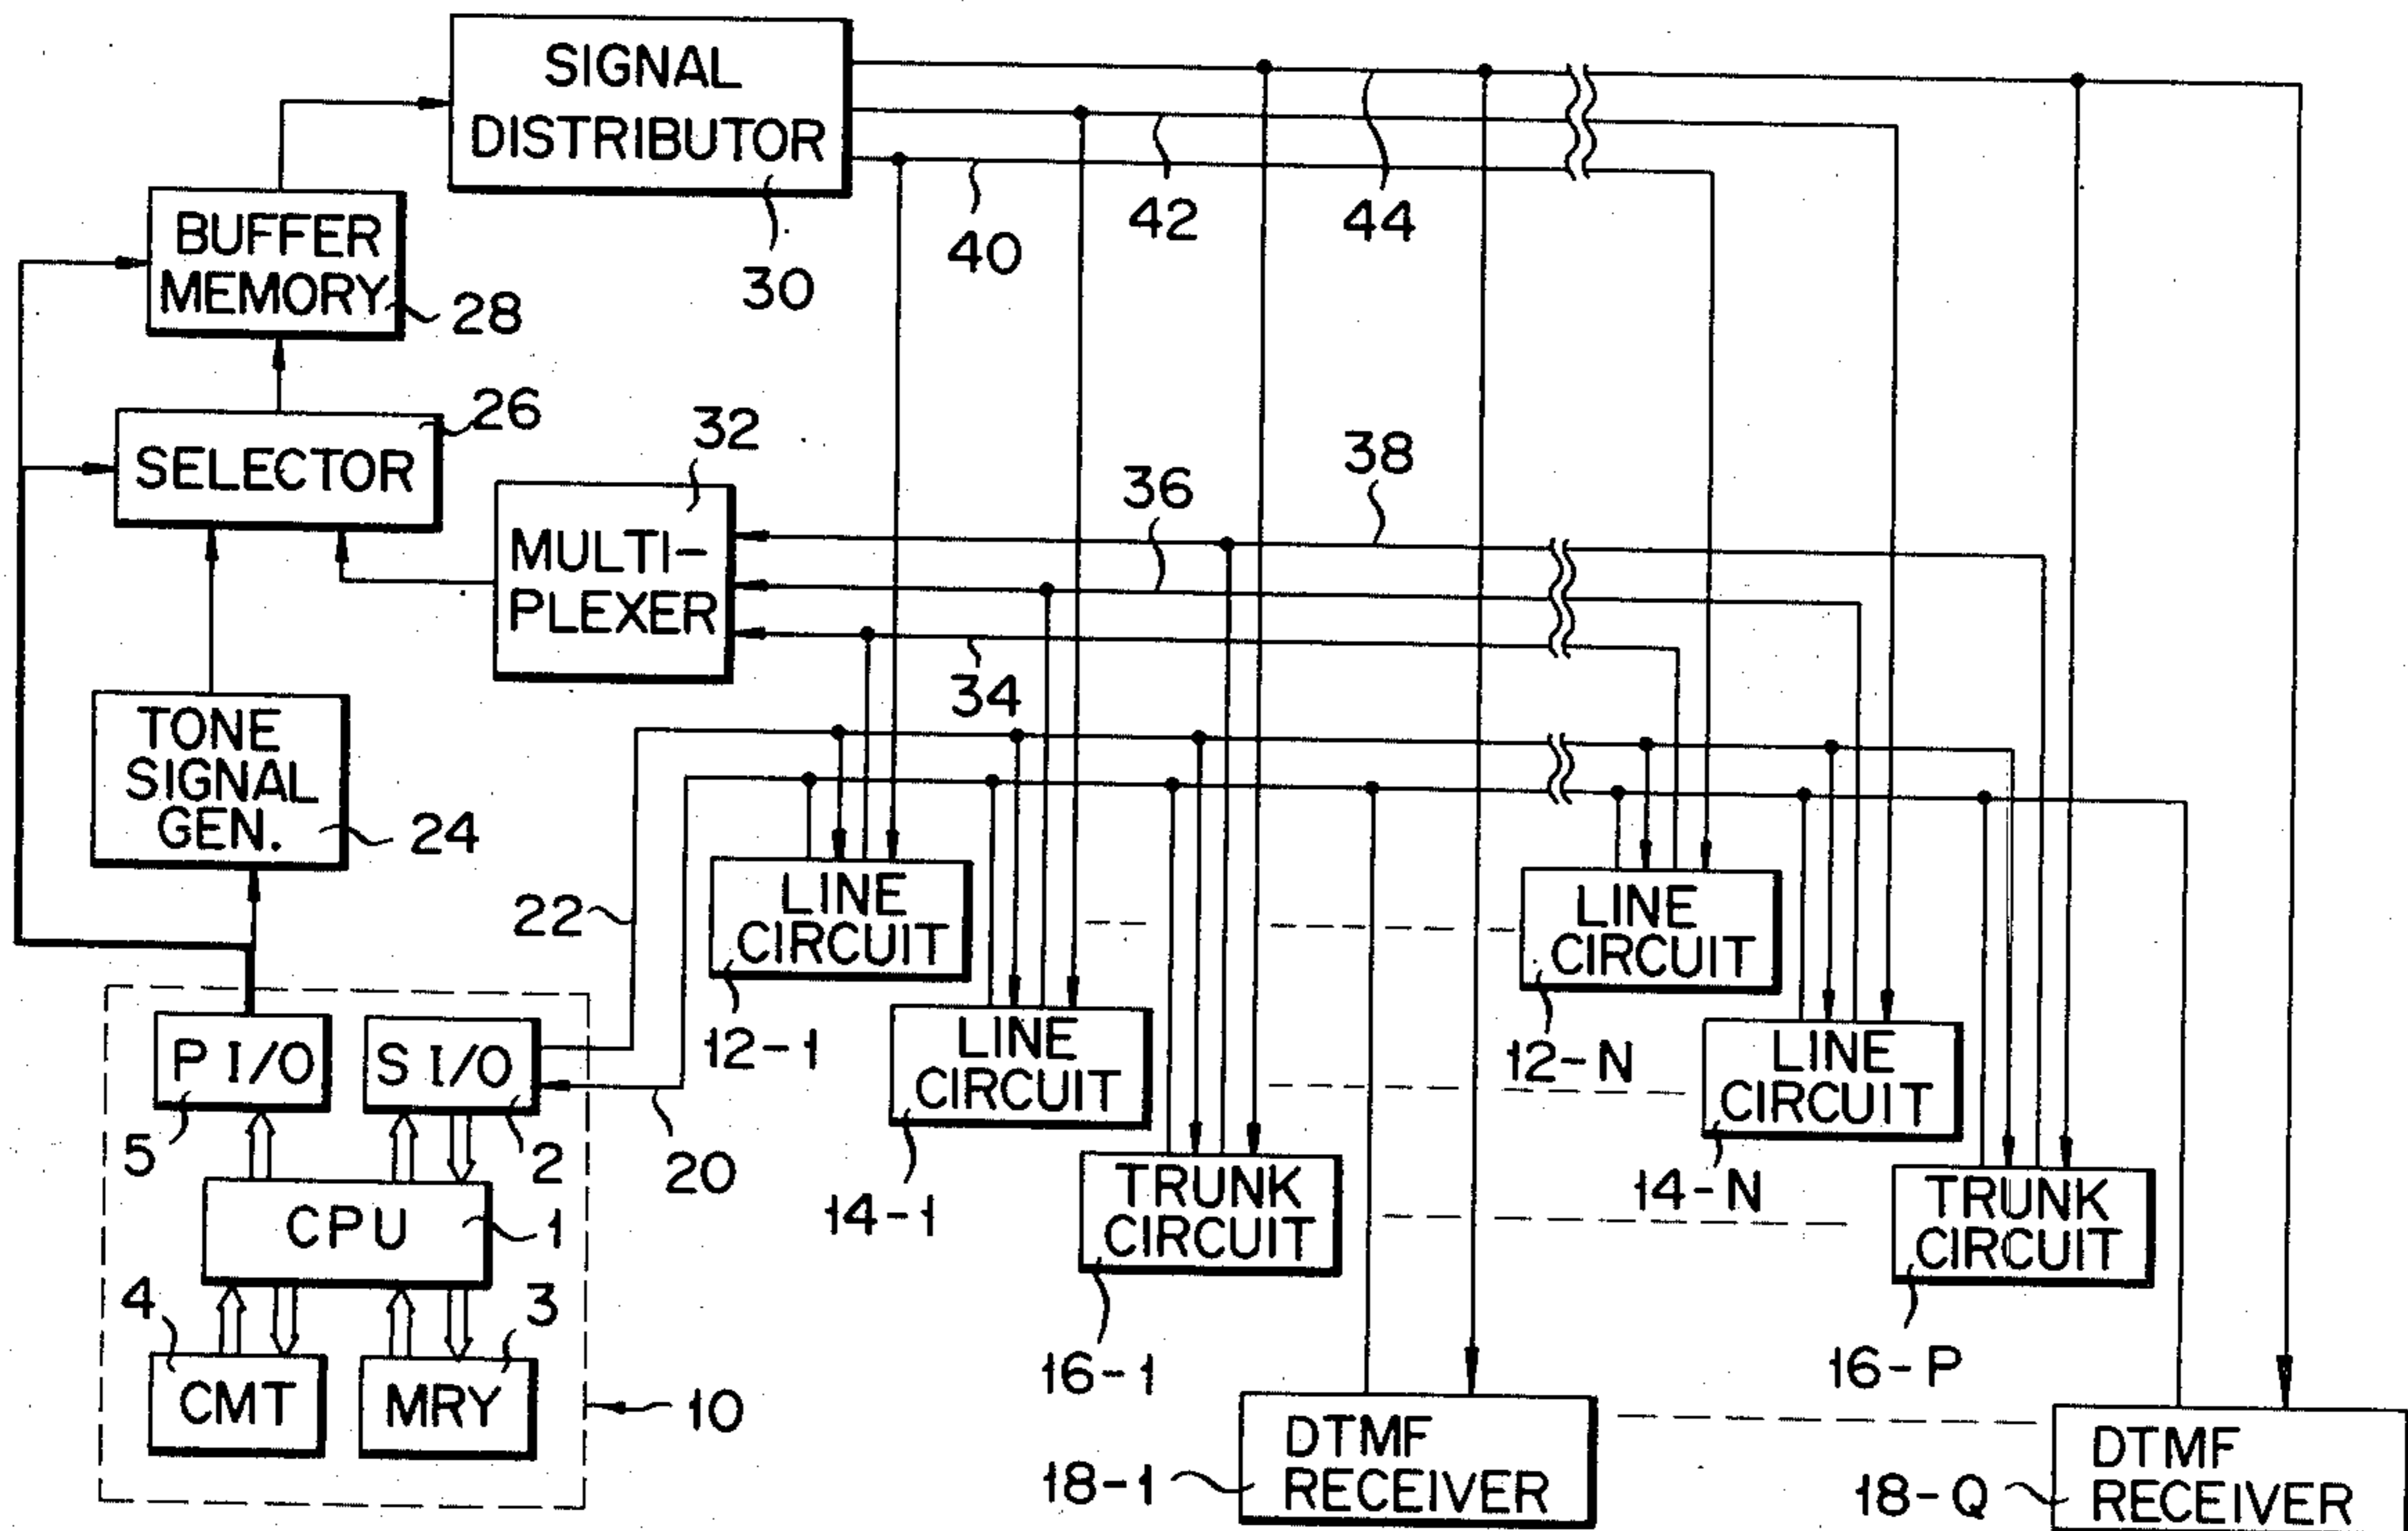 SIGNAL
DISTRIBUTOR
30
40
42
44
BUFFER
MEMORY
28
26
SELECTOR
32
MULTI-
PLEXER
38
36
34
TONE
SIGNAL
GEN.
24
22
LINE
CIRCUIT
12-1
LINE
CIRCUIT
14-1
TRUNK
CIRCUIT
16-1
LINE
CIRCUIT
12-N
LINE
CIRCUIT
14-N
TRUNK
CIRCUIT
16-P
P I/O
5
S I/O
2
20
CPU
1
4
3
CMT
MRY
10
DTMF
RECEIVER
18-1
DTMF
RECEIVER
18-Q